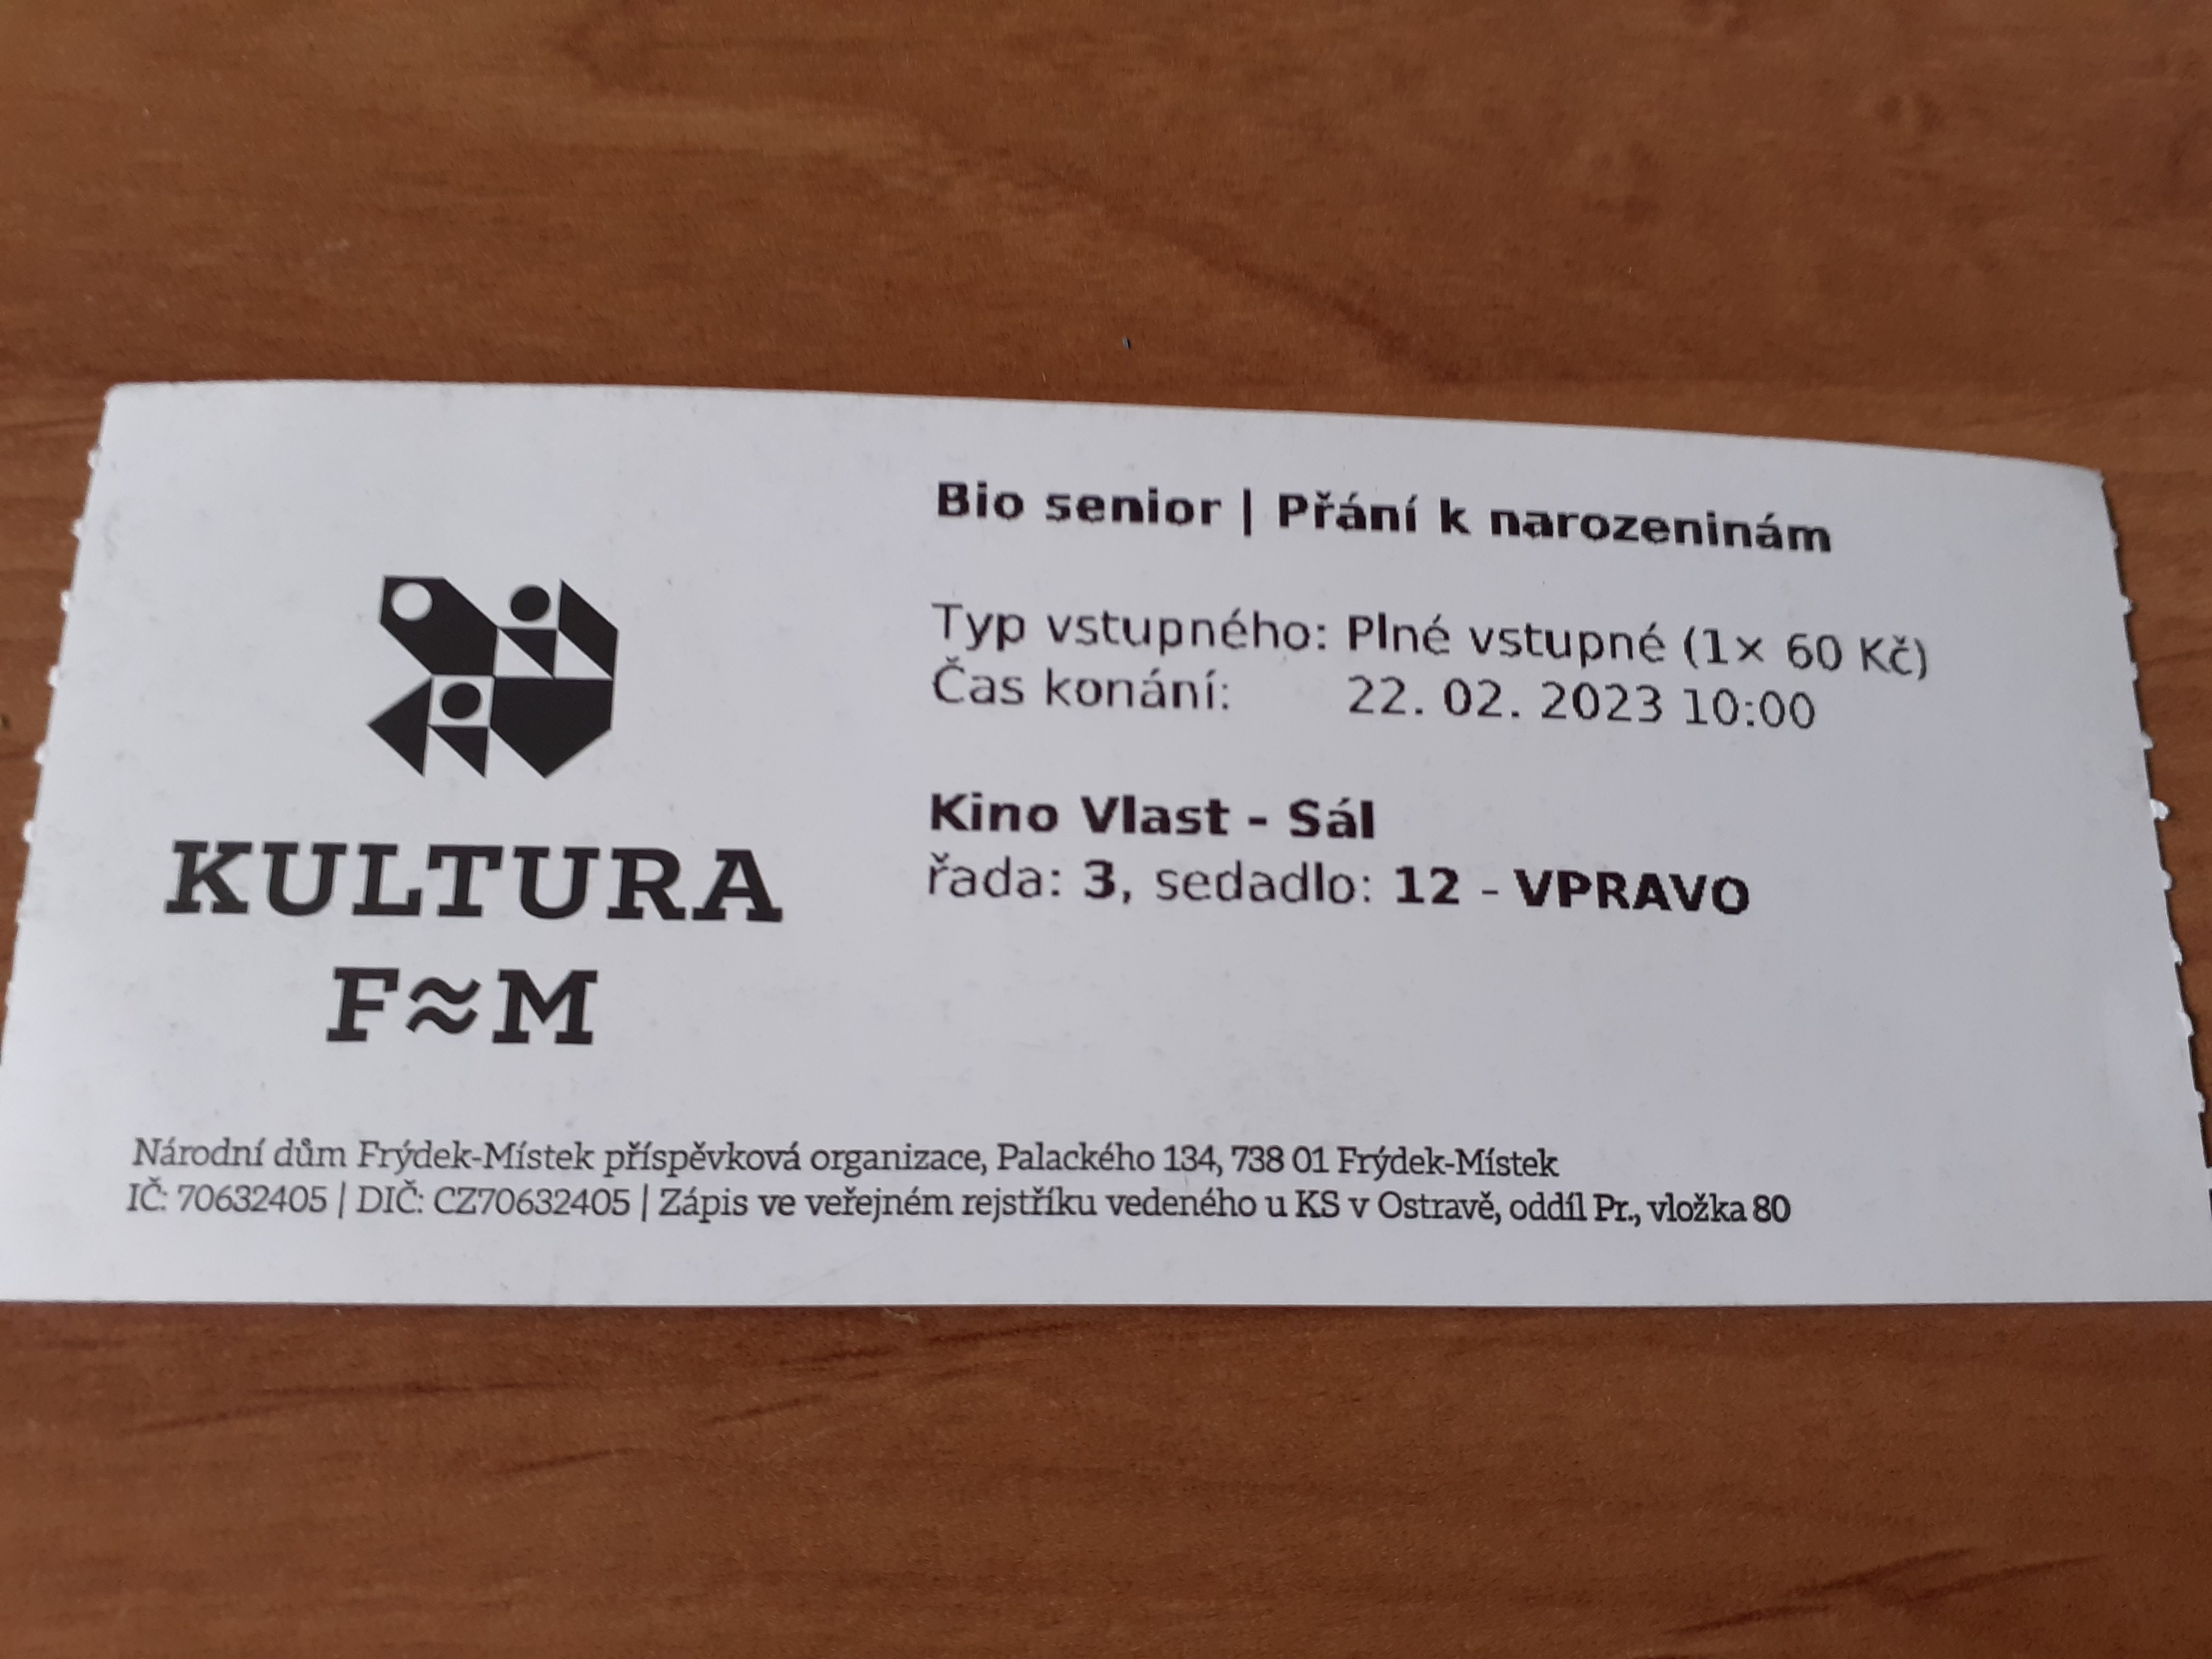 Bio senior | Přání k narozeninám
Typ vstupného: Plné vstupné (1× 60 Kč)
Čas konání: 22. 02. 2023 10:00
Kino Vlast - Sál
řada: 3, sedadlo: 12 - VPRAVO
KULTURA
F≈M
Národní dům Frýdek-Místek příspěvková organizace, Palackého 134, 738 01 Frýdek-Místek
IČ: 70632405 | DIČ: CZ70632405 | Zápis ve veřejném rejstříku vedeného u KS v Ostravě, oddíl Pr., vložka 80